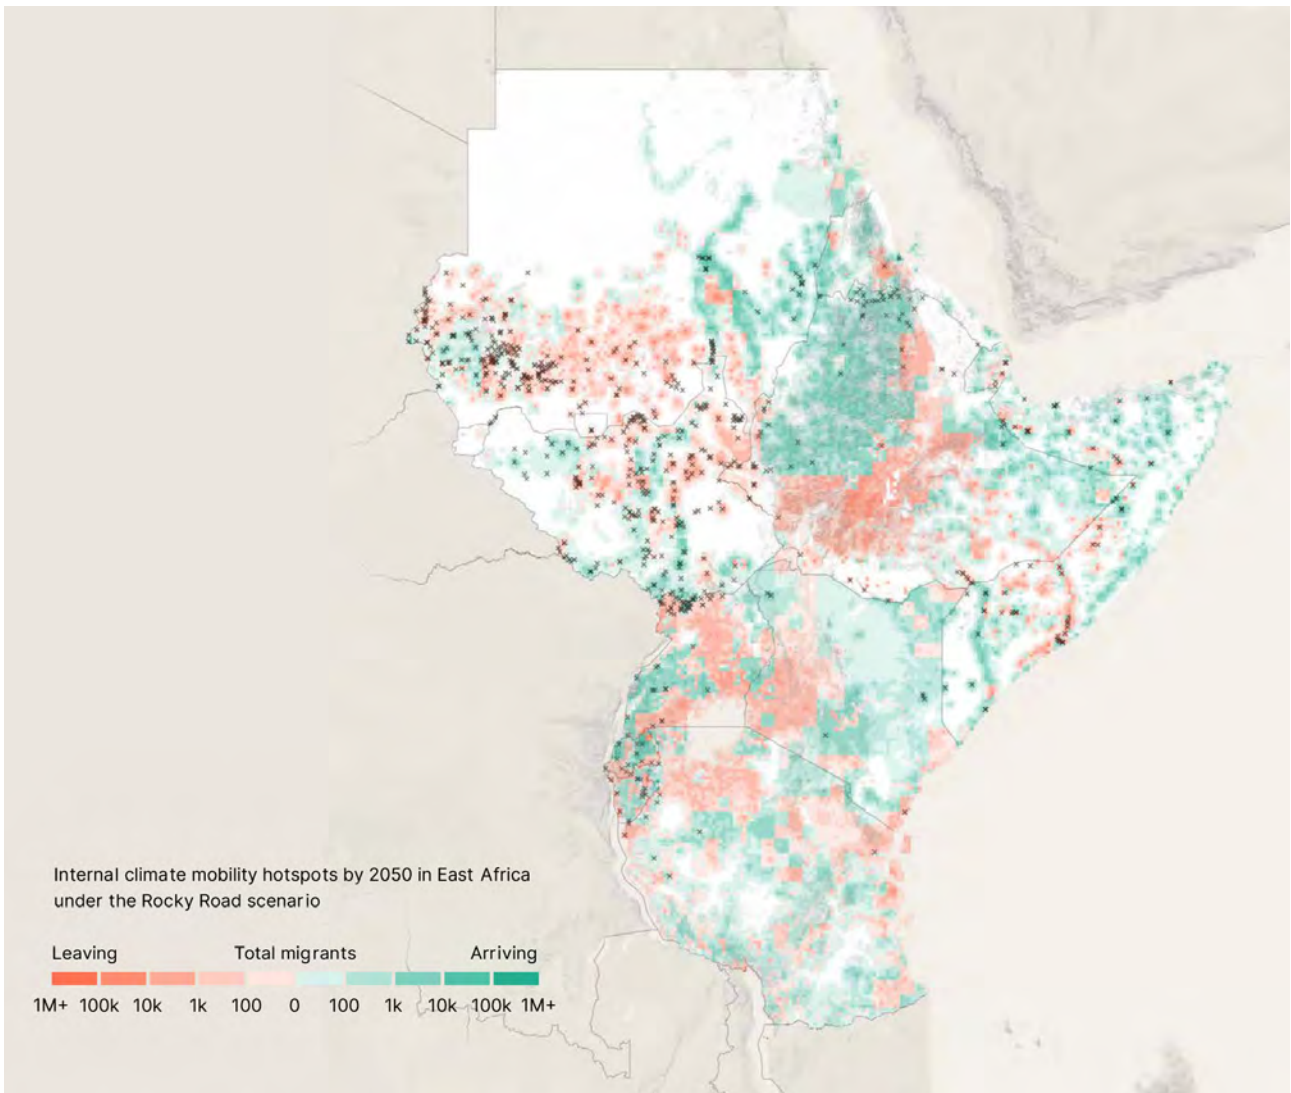 Internal climate mobility hotspots by 2050 in East Africa
under the Rocky Road scenario
Leaving Total migrants Arriving
1M+ 100k 10k 1k 100 0 100 1k 10k 100k 1M+